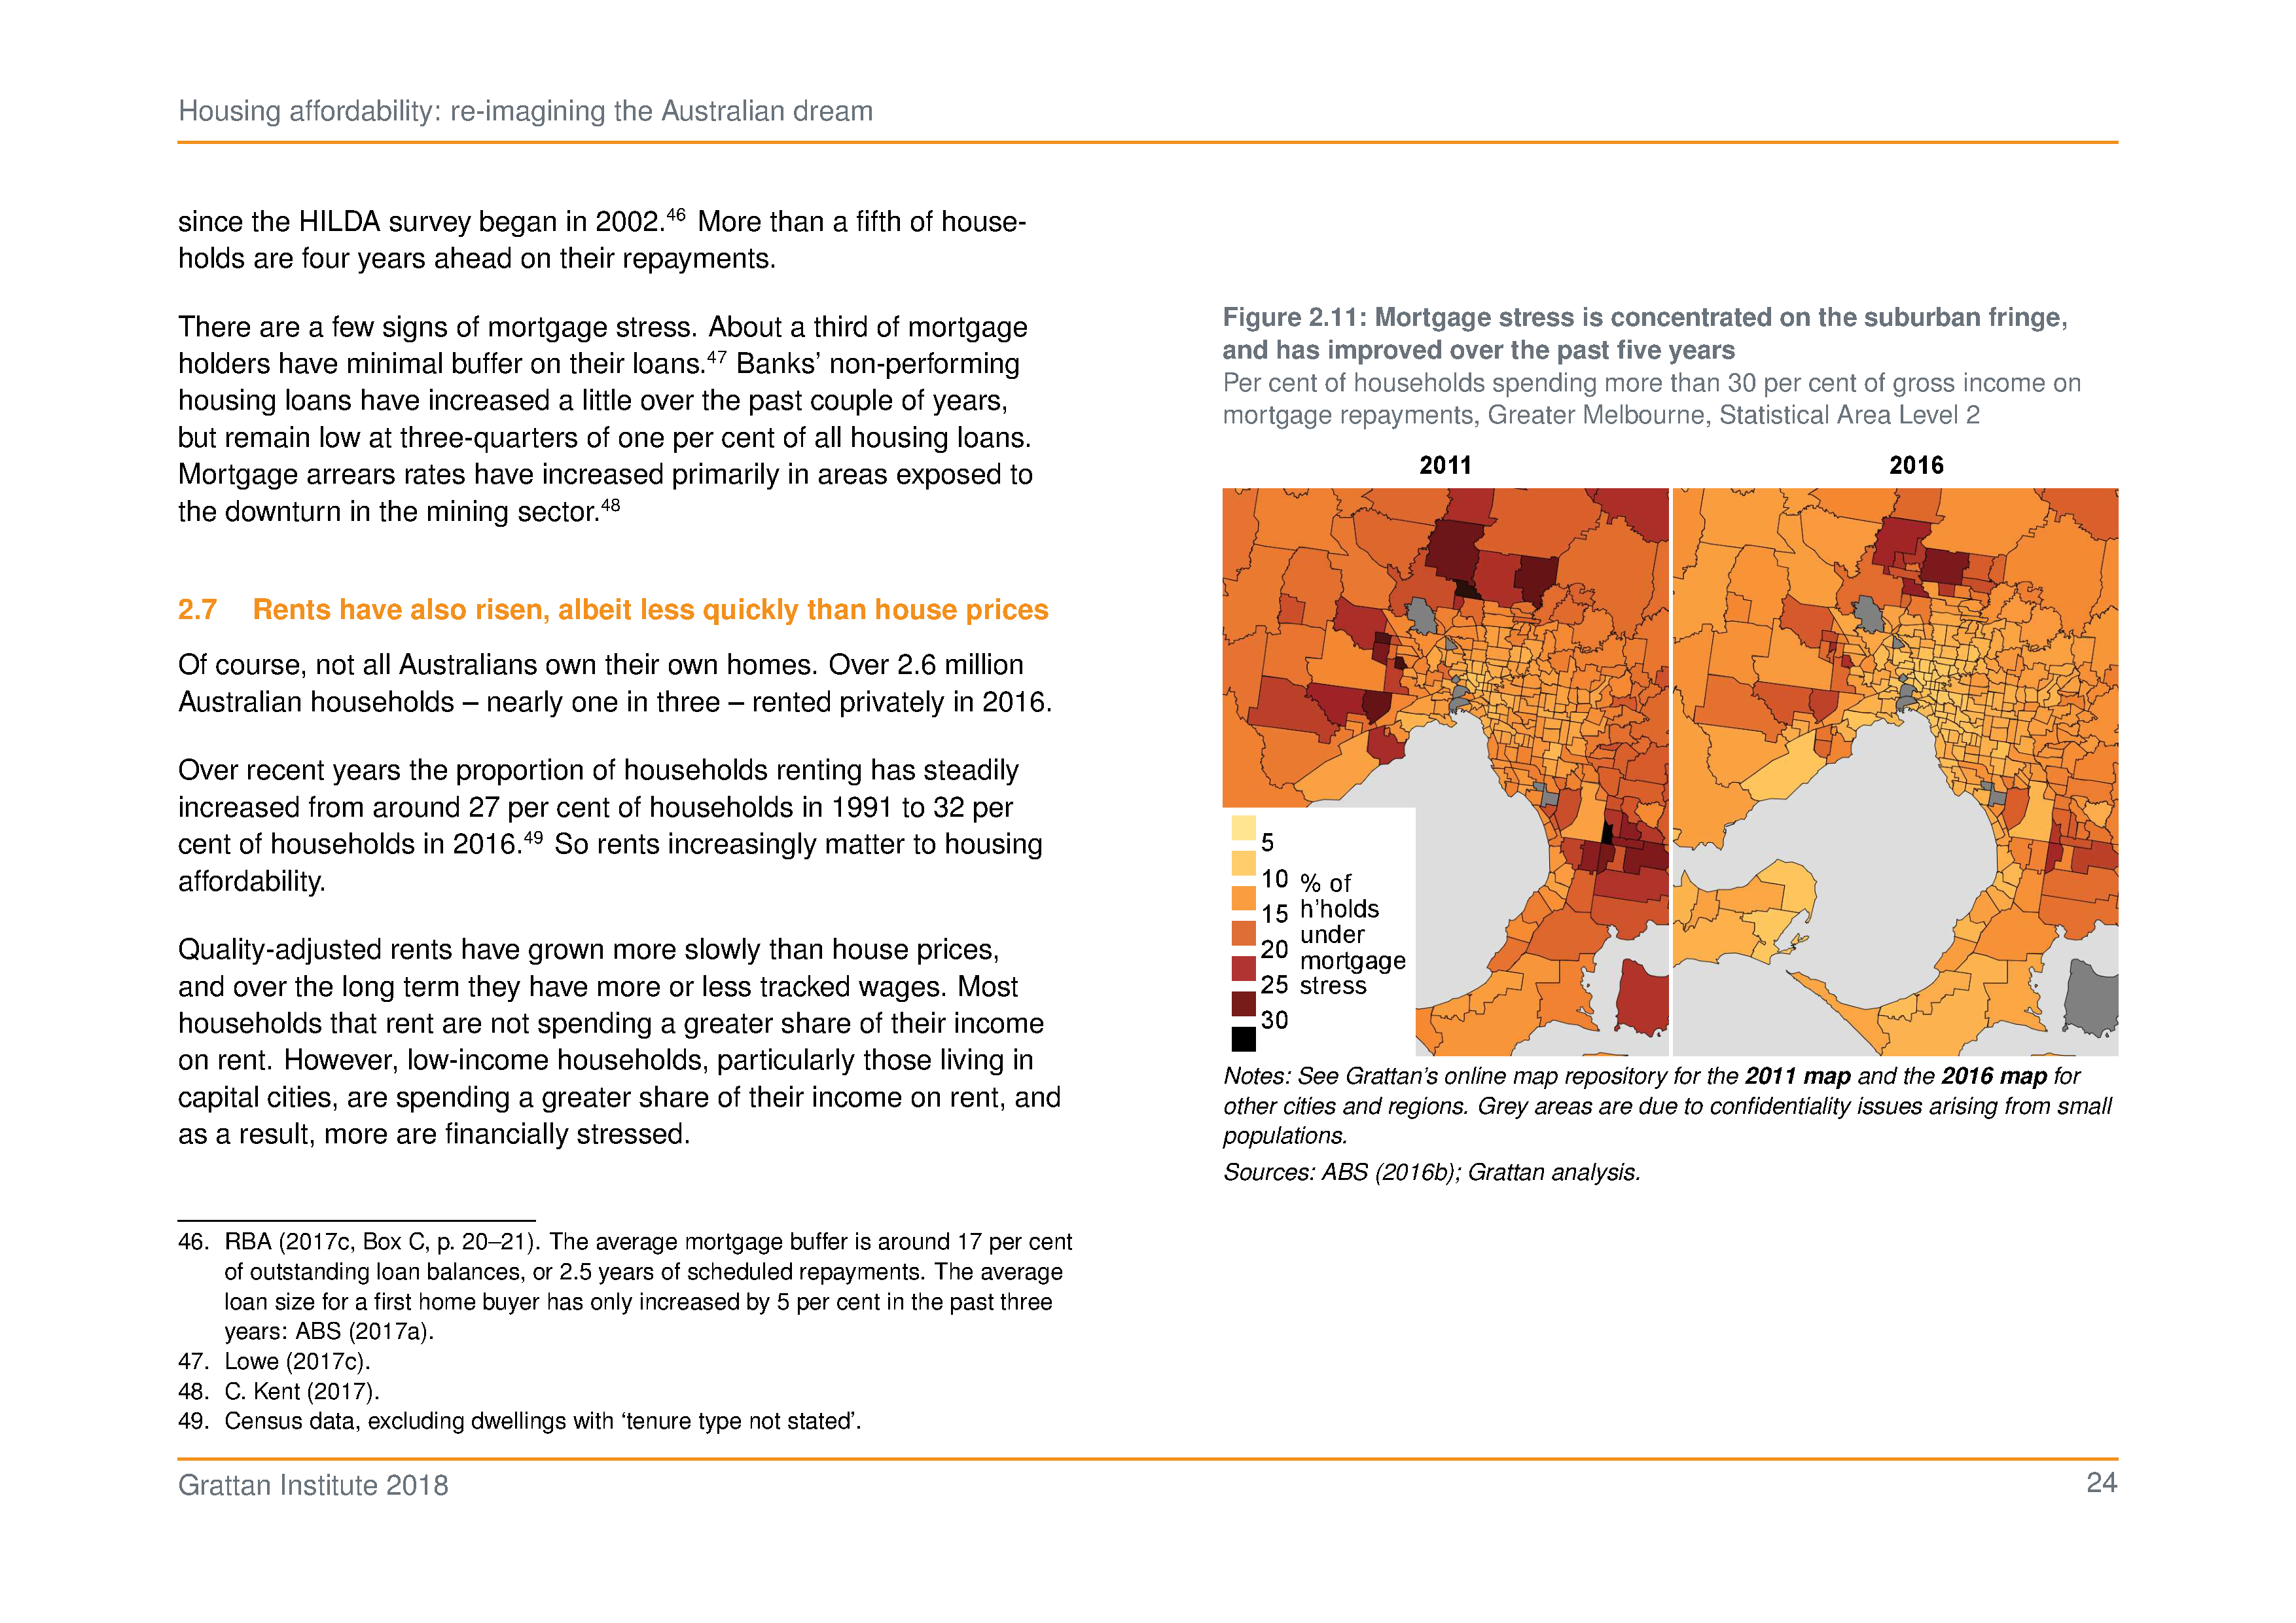 Housing affordability: re-imagining the Australian dream
since the HILDA survey began in 2002.46 More than a fifth of house-
holds are four years ahead on their repayments.
There are a few signs of mortgage stress. About a third of mortgage
holders have minimal buffer on their loans.47 Banks’ non-performing
housing loans have increased a little over the past couple of years,
but remain low at three-quarters of one per cent of all housing loans.
Mortgage arrears rates have increased primarily in areas exposed to
the downturn in the mining sector.48
2.7 Rents have also risen, albeit less quickly than house prices
Of course, not all Australians own their own homes. Over 2.6 million
Australian households – nearly one in three – rented privately in 2016.
Over recent years the proportion of households renting has steadily
increased from around 27 per cent of households in 1991 to 32 per
cent of households in 2016.49 So rents increasingly matter to housing
affordability.
Quality-adjusted rents have grown more slowly than house prices,
and over the long term they have more or less tracked wages. Most
households that rent are not spending a greater share of their income
on rent. However, low-income households, particularly those living in
capital cities, are spending a greater share of their income on rent, and
as a result, more are financially stressed.
46. RBA (2017c, Box C, p. 20–21). The average mortgage buffer is around 17 per cent
of outstanding loan balances, or 2.5 years of scheduled repayments. The average
loan size for a first home buyer has only increased by 5 per cent in the past three
years: ABS (2017a).
47. Lowe (2017c).
48. C. Kent (2017).
49. Census data, excluding dwellings with ‘tenure type not stated’.
Figure 2.11: Mortgage stress is concentrated on the suburban fringe,
and has improved over the past five years
Per cent of households spending more than 30 per cent of gross income on
mortgage repayments, Greater Melbourne, Statistical Area Level 2
2011 2016
5
10
15
20
25
30
% of
h’holds
under
mortgage
stress
Notes: See Grattan’s online map repository for the 2011 map and the 2016 map for
other cities and regions. Grey areas are due to confidentiality issues arising from small
populations.
Sources: ABS (2016b); Grattan analysis.
Grattan Institute 2018 24